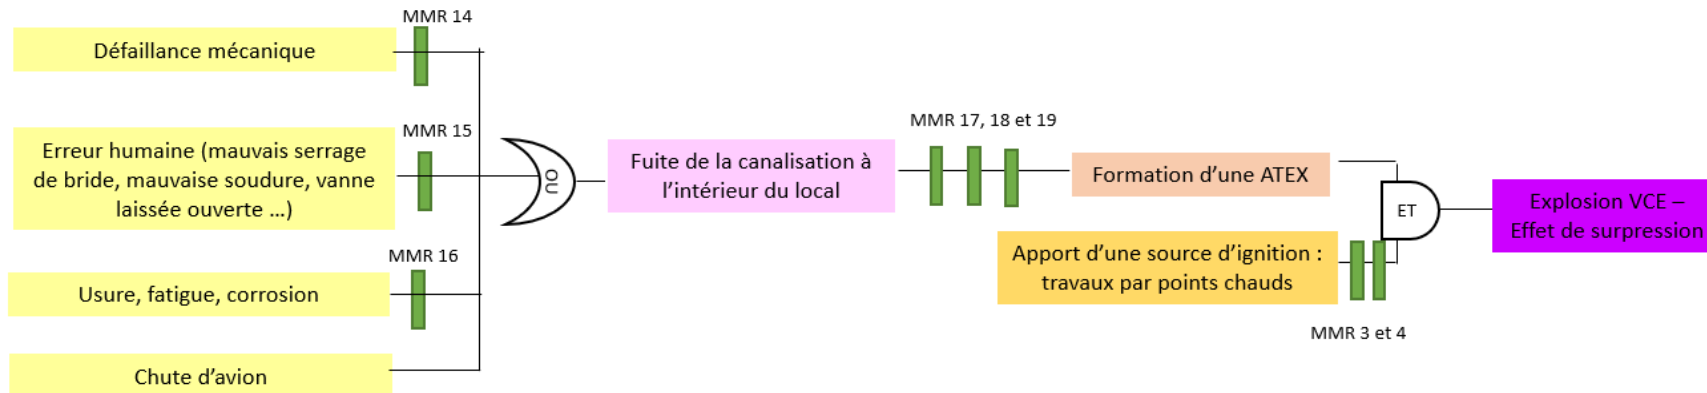 MMR 14
Défaillance mécanique
MMR 15
Erreur humaine (mauvais serrage
de bride, mauvaise soudure, vanne
laissée ouverte …)
MMR 16
Usure, fatigue, corrosion
Chute d’avion
OU
Fuite de la canalisation à
l’intérieur du local
MMR 17, 18 et 19
Formation d’une ATEX
Apport d’une source d’ignition :
travaux par points chauds
MMR 3 et 4
ET
Explosion VCE –
Effet de surpression